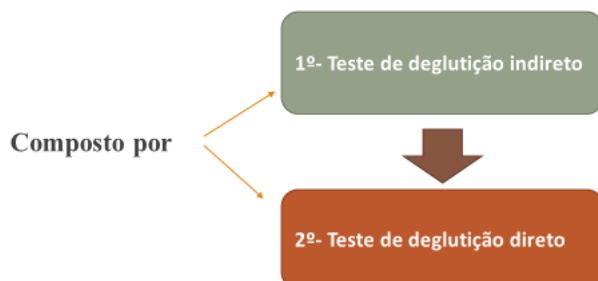 1º- Teste de deglutição indireto
Composto por
2º- Teste de deglutição direto